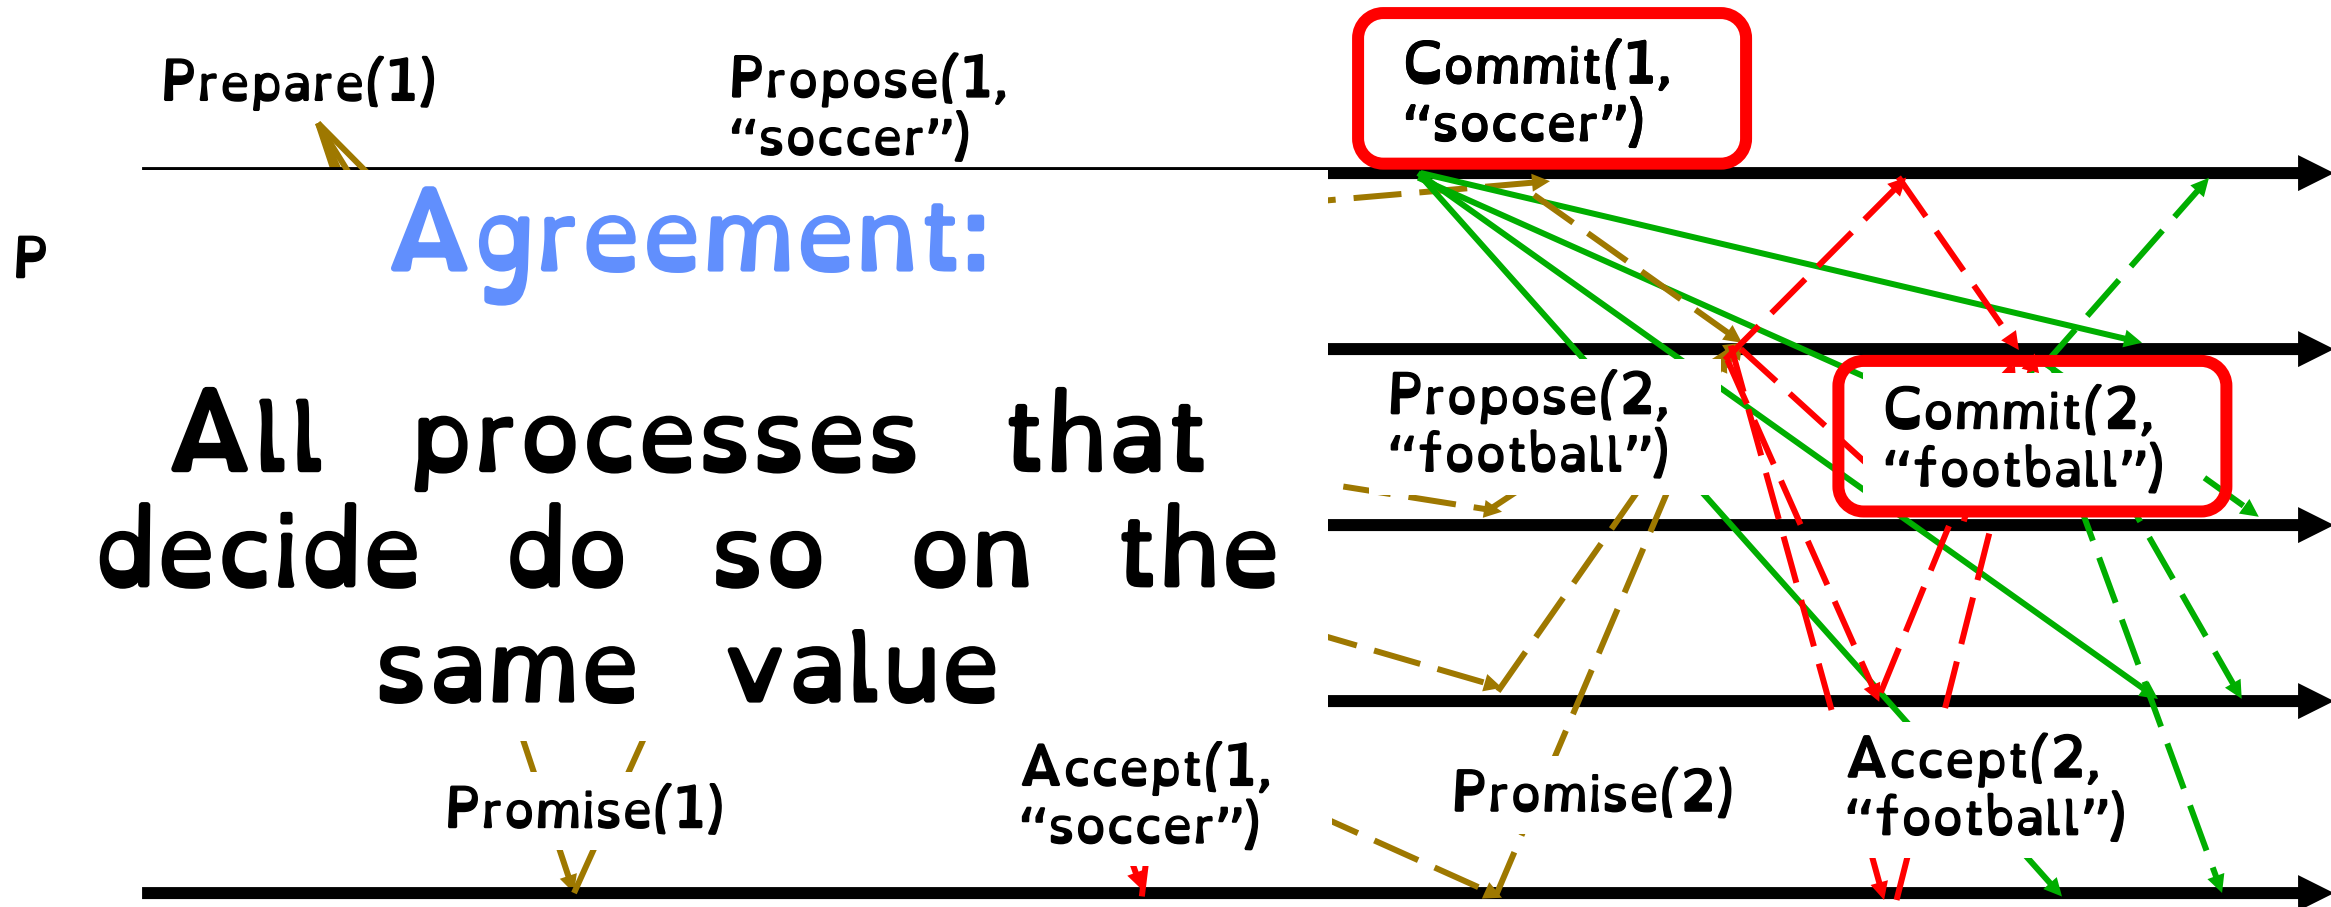 Prepare(1)
Propose(1,
“soccer”)
Commit(1,
“soccer”)
P
Agreement:
All processes that
decide do so on the
same value
Propose(2,
“football”)
Commit(2,
“football”)
Promise(1)
Accept(1,
“soccer”)
Promise(2)
Accept(2,
“football”)